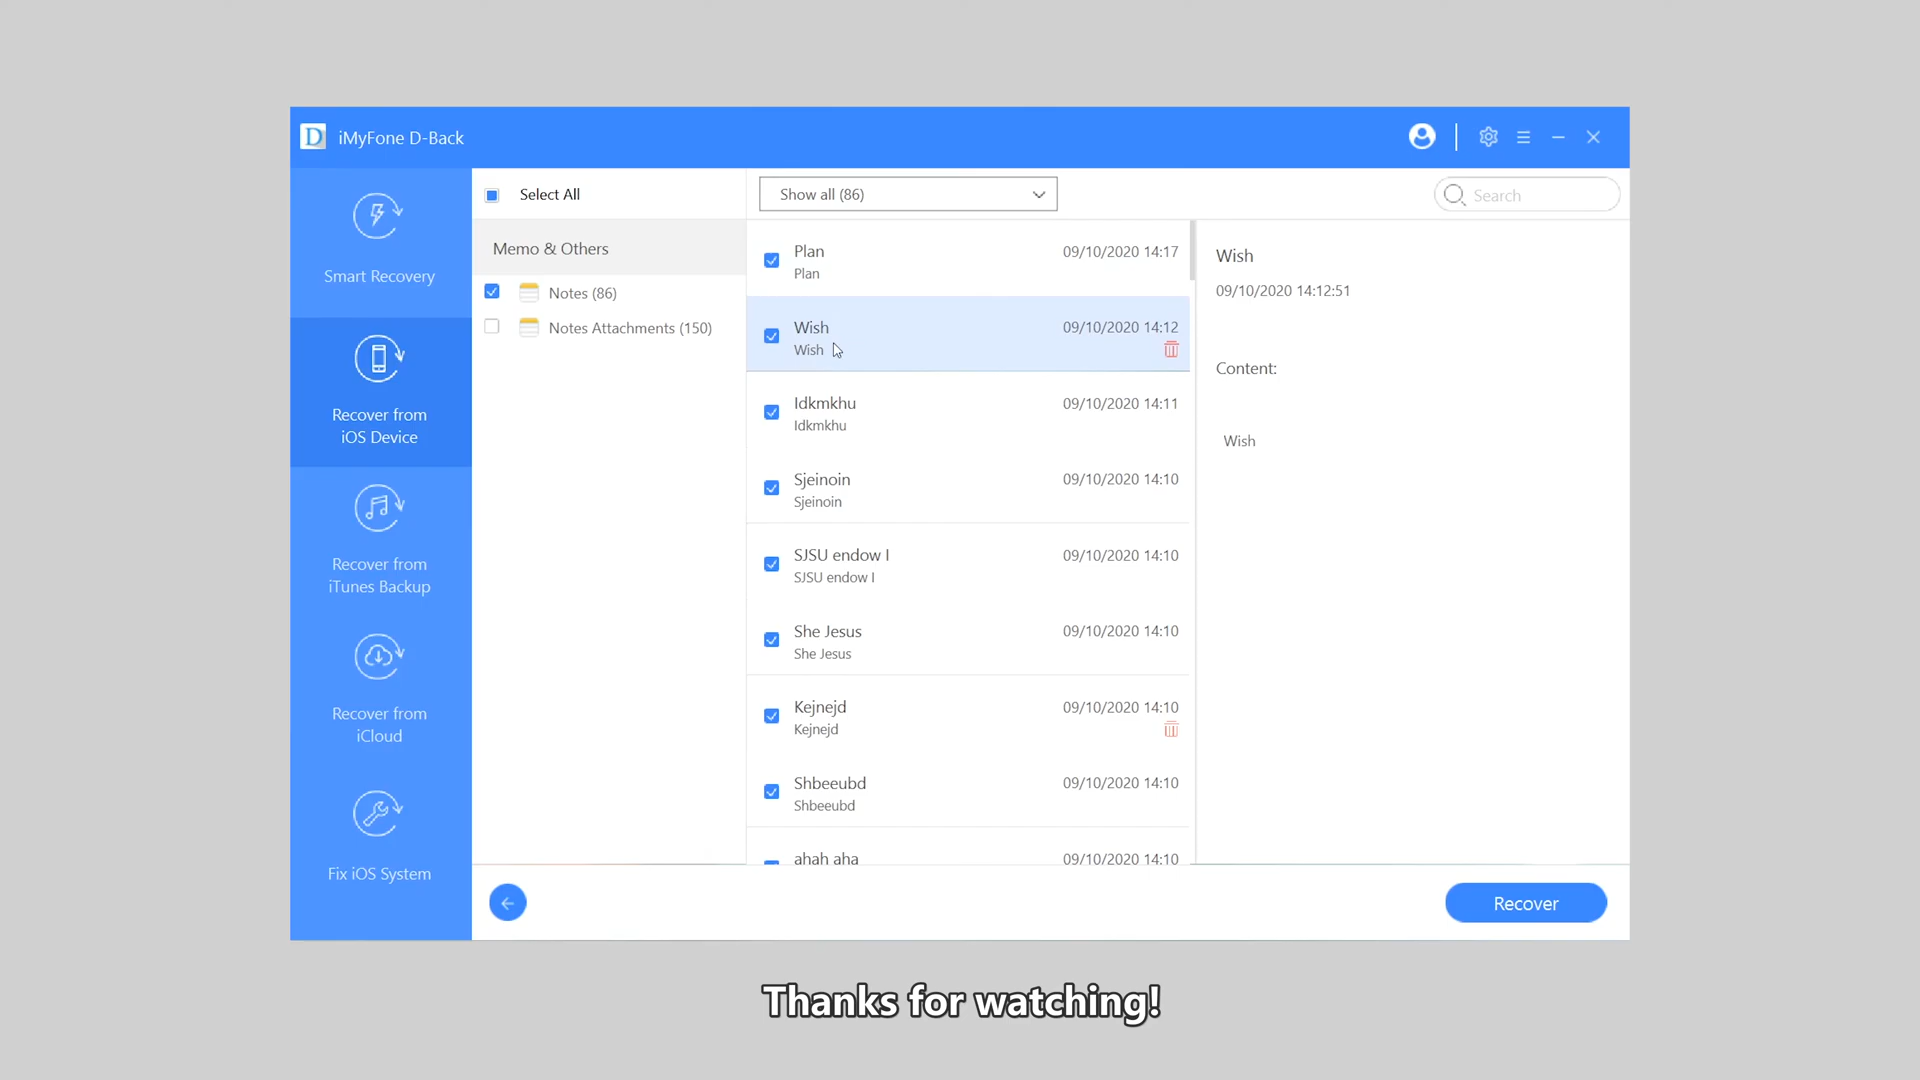 iMyFone D-Back
Smart Recovery
Recover from
iOS Device
Recover from
iTunes Backup
Recover from
iCloud
Fix iOS System
Select All
Memo & Others
Notes (86)
Notes Attachments (150)
Show all (86)
Search
Plan 09/10/2020 14:17
Plan
Wish 09/10/2020 14:12
Wish
Idkmkhu 09/10/2020 14:11
Idkmkhu
Sjeinoin 09/10/2020 14:10
Sjeinoin
SJSU endow I 09/10/2020 14:10
SJSU endow I
She Jesus 09/10/2020 14:10
She Jesus
Kejnejd 09/10/2020 14:10
Kejnejd
Shbeeubd 09/10/2020 14:10
Shbeeubd
ahah aha 09/10/2020 14:10
Wish
09/10/2020 14:12:51
Content:
Wish
Recover
Thanks for watching!